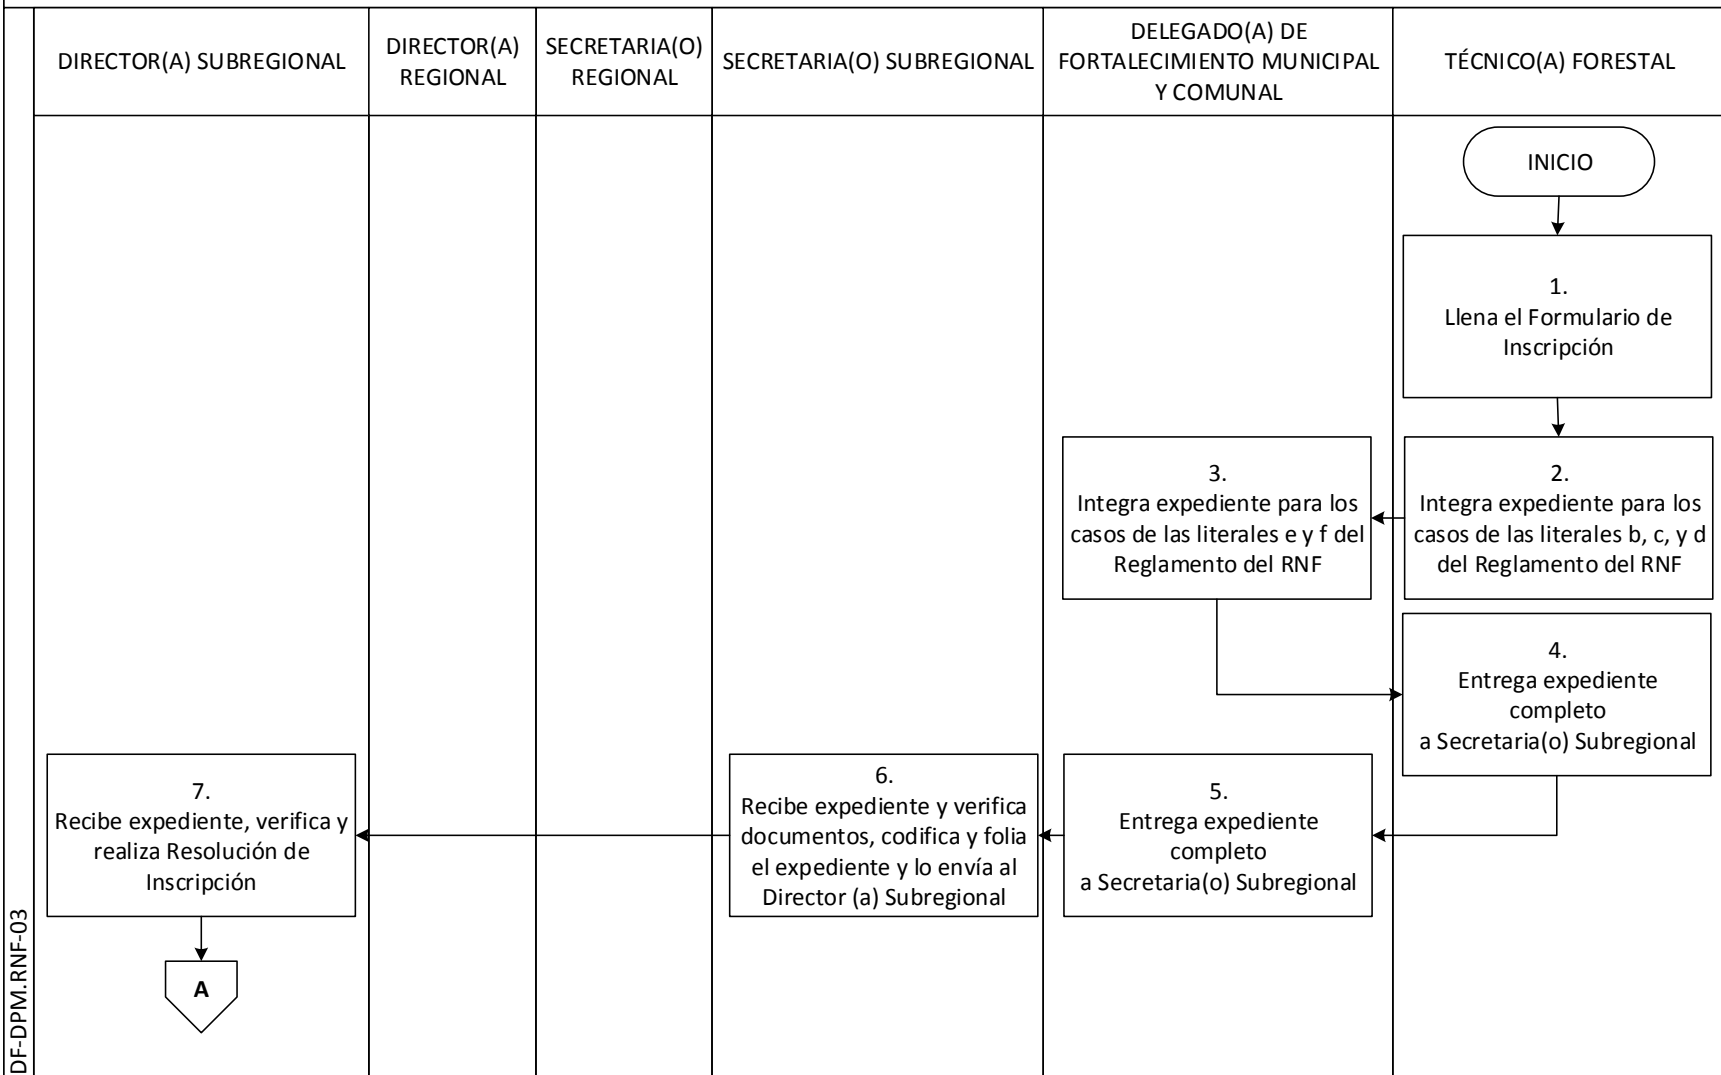 DIRECTOR(A) SUBREGIONAL
DIRECTOR(A)
REGIONAL
SECRETARIA(O)
REGIONAL
SECRETARIA(O) SUBREGIONAL
DELEGADO(A) DE
FORTALECIMIENTO MUNICIPAL
Y COMUNAL
TÉCNICO(A) FORESTAL
INICIO
1.
Llena el Formulario de
Inscripción
2.
Integra expediente para los
casos de las literales b, c, y d
del Reglamento del RNF
3.
Integra expediente para los
casos de las literales e y f del
Reglamento del RNF
4.
Entrega expediente
completo
a Secretaria(o) Subregional
5.
Entrega expediente
completo
a Secretaria(o) Subregional
6.
Recibe expediente y verifica
documentos, codifica y folia
el expediente y lo envía al
Director (a) Subregional
7.
Recibe expediente, verifica y
realiza Resolución de
Inscripción
A
DF-DPM.RNF-03